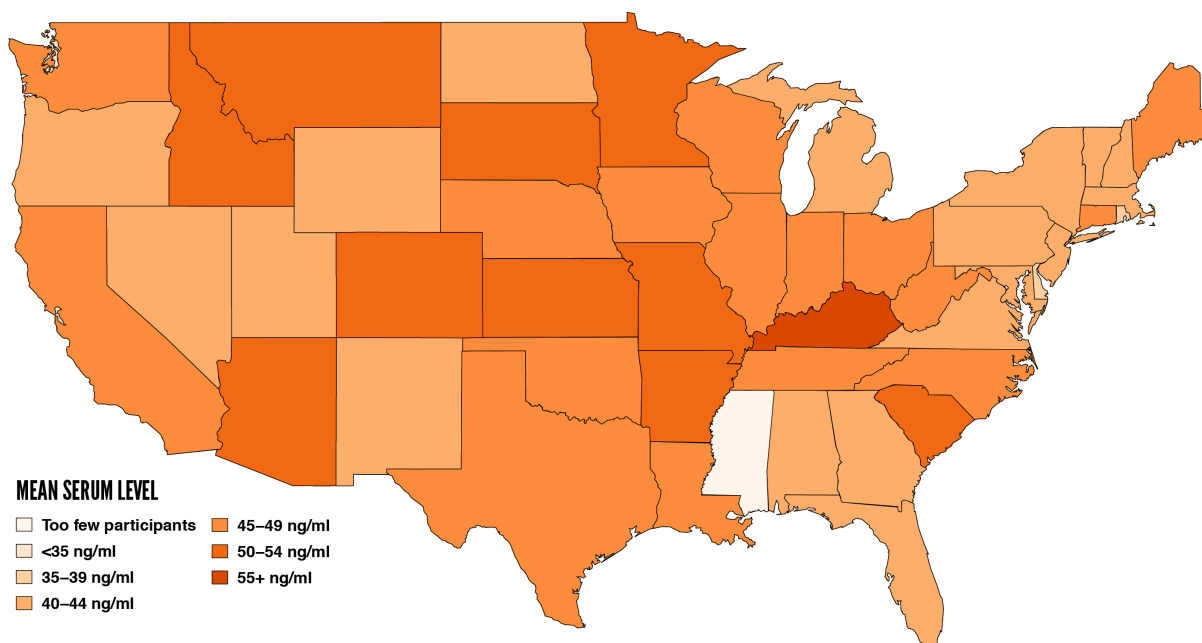 MEAN SERUM LEVEL
Too few participants
<35 ng/ml
35–39 ng/ml
40–44 ng/ml
45–49 ng/ml
50–54 ng/ml
55+ ng/ml